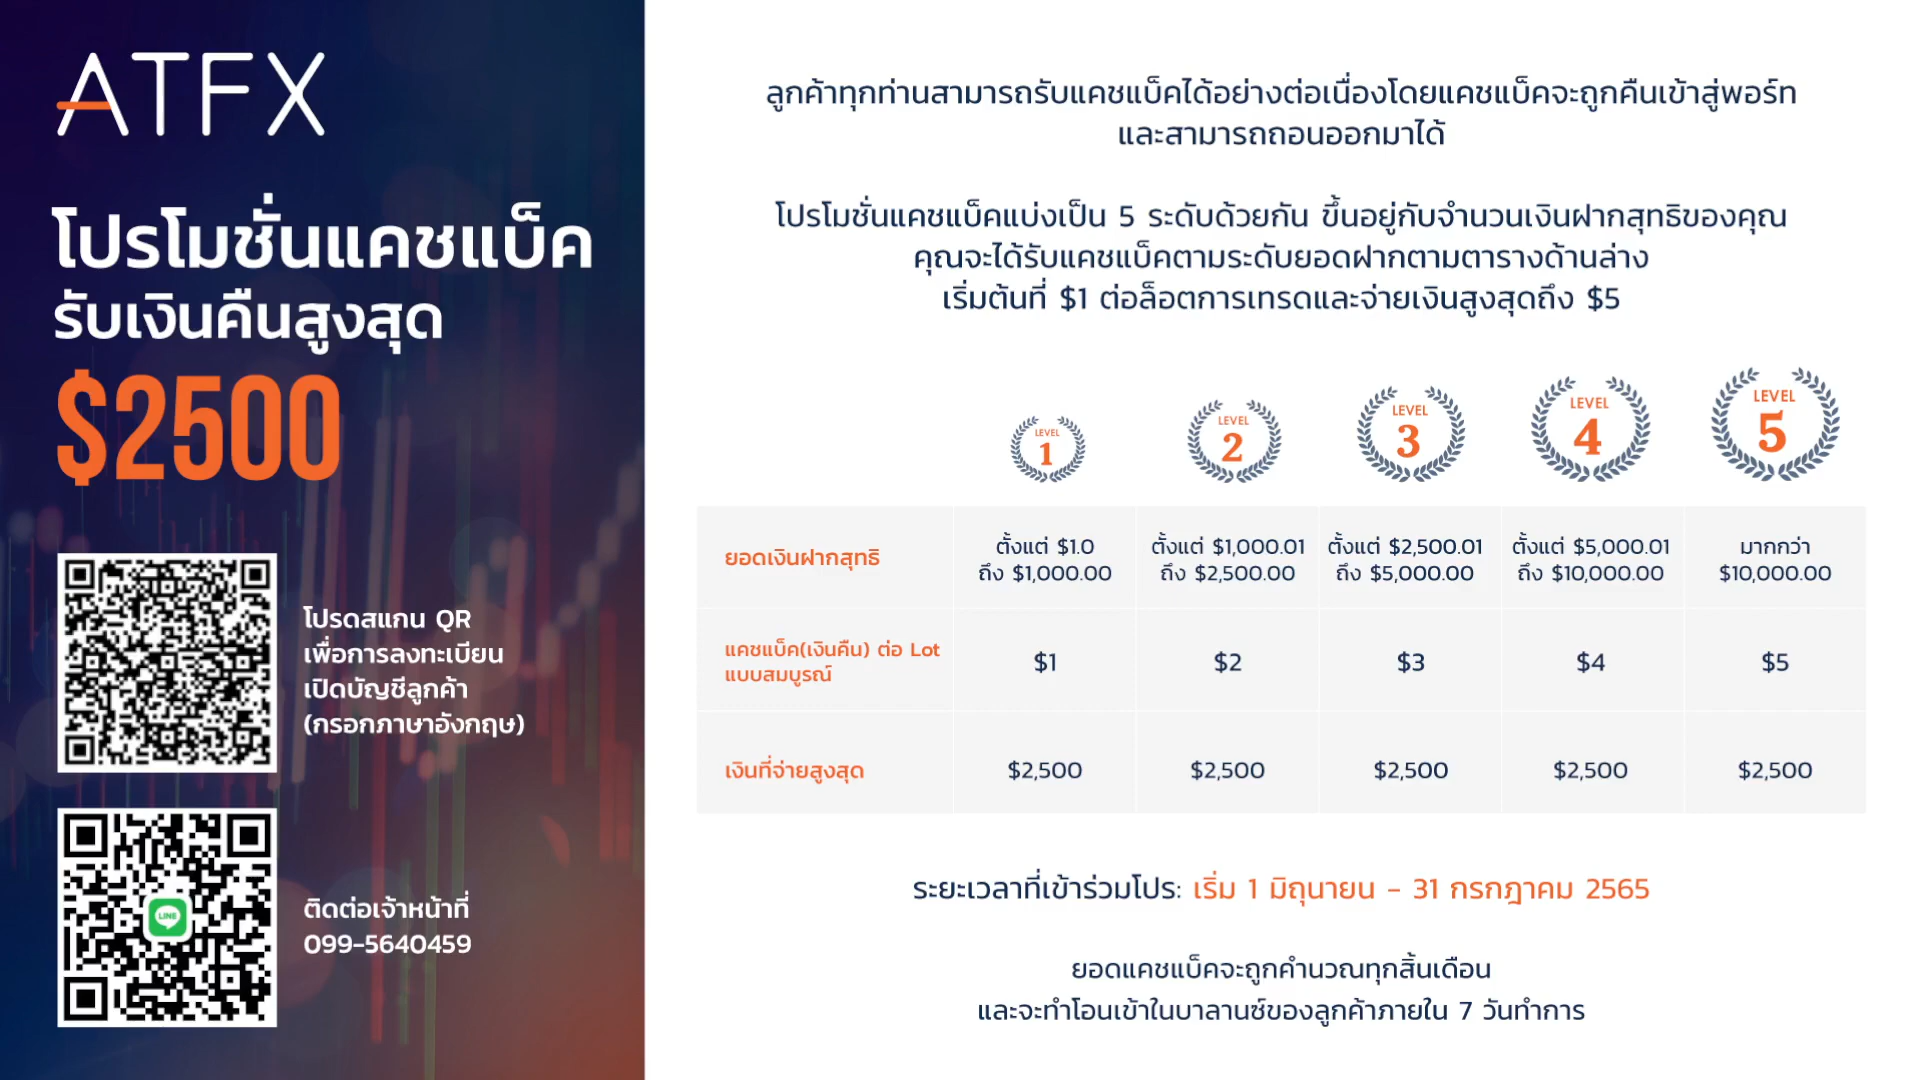 ATFX
โปรโมชั่นแคชแบ็ค
รับเงินคืนสูงสุด
$2500
โปรดสแกน QR
เพื่อการลงทะเบียน
เปิดบัญชีลูกค้า
(กรอกภาษาอังกฤษ)
LINE
ติดต่อเจ้าหน้าที่
099-5640459
ลูกค้าทุกท่านสามารถรับแคชแบ็คได้อย่างต่อเนื่องโดยแคชแบ็คจะถูกคืนเข้าสู่พอร์ท
และสามารถถอนออกมาได้
โปรโมชั่นแคชแบ็คแบ่งเป็น 5 ระดับด้วยกัน ขึ้นอยู่กับจำนวนเงินฝากสุทธิของคุณ
คุณจะได้รับแคชแบ็คตามระดับยอดฝากตามตารางด้านล่าง
เริ่มต้นที่ $1 ต่อล็อตการเทรดและจ่ายเงินสูงสุดถึง $5
LEVEL 1 LEVEL 2 LEVEL 3 LEVEL 4 LEVEL 5
ยอดเงินฝากสุทธิ
ตั้งแต่ $1.0
ถึง $1,000.00
ตั้งแต่ $1,000.01
ถึง $2,500.00
ตั้งแต่ $2,500.01
ถึง $5,000.00
ตั้งแต่ $5,000.01
ถึง $10,000.00
มากกว่า
$10,000.00
แคชแบ็ค(เงินคืน) ต่อ Lot
แบบสมบูรณ์
$1 $2 $3 $4 $5
เงินที่จ่ายสูงสุด $2,500 $2,500 $2,500 $2,500 $2,500
ระยะเวลาที่เข้าร่วมโปร: เริ่ม 1 มิถุนายน - 31 กรกฎาคม 2565
ยอดแคชแบ็คจะถูกคำนวณทุกสิ้นเดือน
และจะทำโอนเข้าในบาลานซ์ของลูกค้าภายใน 7 วันทำการ